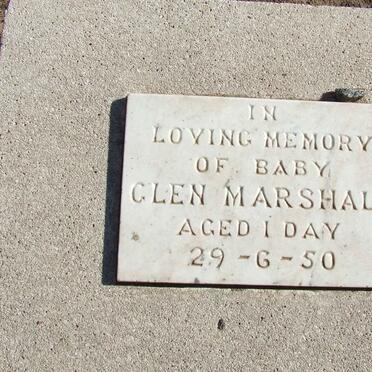 IN
LOVING MEMORY
OF BABY
GLEN MARSHAL
AGED 1 DAY
29-6-50